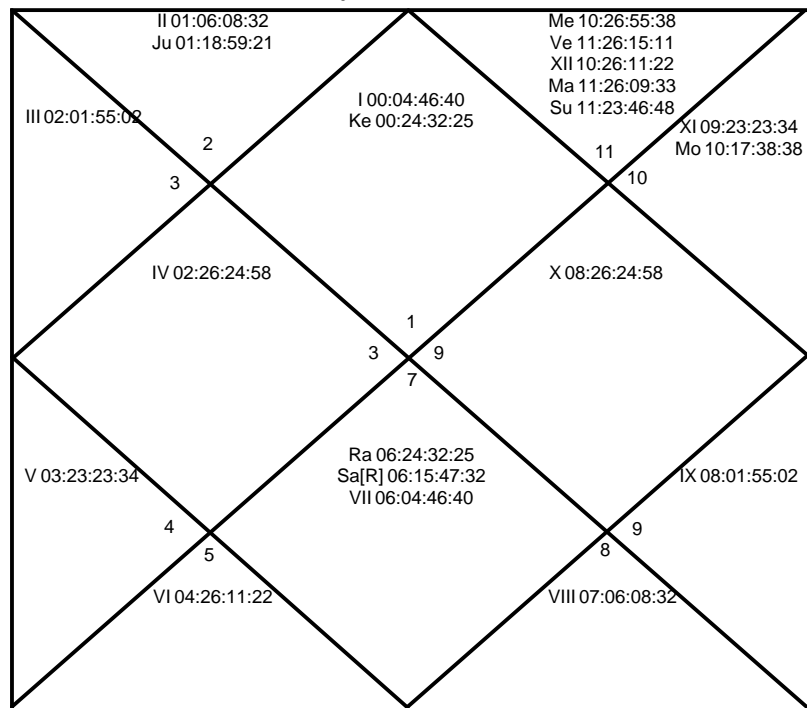 II 01:06:08:32
Ju 01:18:59:21
Me 10:26:55:38
Ve 11:26:15:11
XII 10:26:11:22
Ma 11:26:09:33
Su 11:23:46:48
I 00:04:46:40
Ke 00:24:32:25
III 02:01:55:02
XI 09:23:23:34
Mo 10:17:38:38
2
11
3
10
IV 02:26:24:58
X 08:26:24:58
1
3
9
7
Ra 06:24:32:25
Sa[R] 06:15:47:32
VII 06:04:46:40
V 03:23:23:34
IX 08:01:55:02
4
9
5
8
VI 04:26:11:22
VIII 07:06:08:32